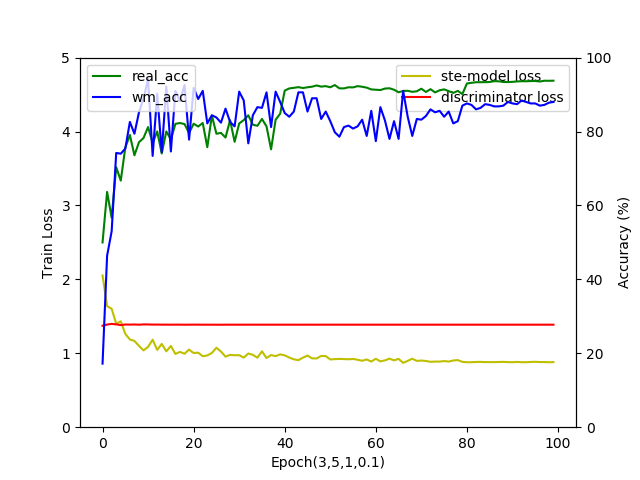 real_acc
wm_acc
ste-model loss
discriminator loss
5
4
3
2
1
0
Train Loss
100
80
60
40
20
0
Accuracy (%)
0 20 40 60 80 100
Epoch(3,5,1,0.1)